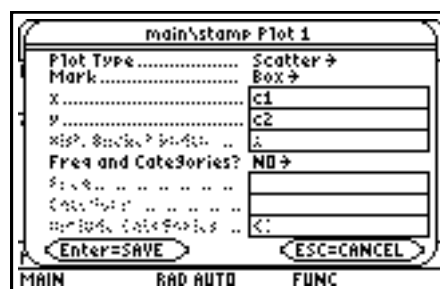 main\stamp Plot 1
Plot Type.................. Scatter→
Mark....................... Box→
x.......................... c1
y.......................... c2
Freq and Categories? NO→
Enter=SAVE ESC=CANCEL
MAIN RAD AUTO FUNC